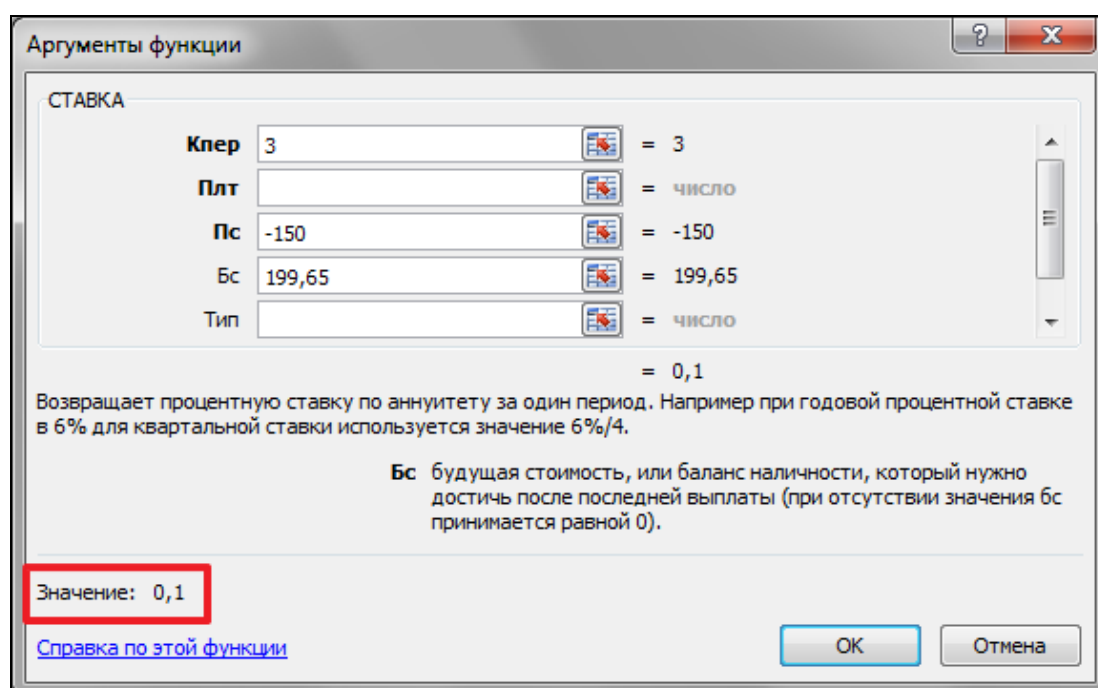 Аргументы функции
СТАВКА
Кпер 3 = 3
Плт = число
Пс -150 = -150
Бс 199,65 = 199,65
Тип = число
= 0,1
Возвращает процентную ставку по аннуитету за один период. Например при годовой процентной ставке
в 6% для квартальной ставки используется значение 6%/4.
Бс будущая стоимость, или баланс наличности, который нужно
достичь после последней выплаты (при отсутствии значения бс
принимается равной 0).
Значение: 0,1
Справка по этой функции
ОК
Отмена